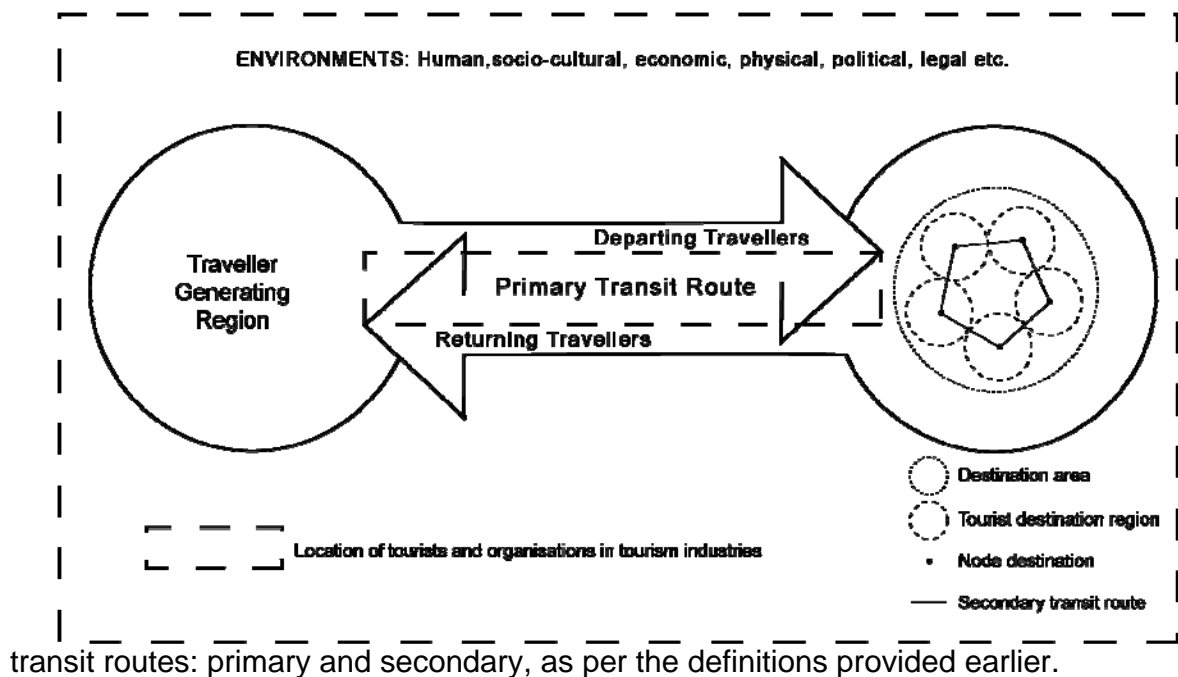 ENVIRONMENTS: Human,socio-cultural, economic, physical, political, legal etc.
Departing Travellers
Traveller
Generating
Region
Primary Transit Route
Returning Travellers
Destination area
Tourist destination region
Location of tourists and organisations in tourism industries
Node destination
Secondary transit route
transit routes: primary and secondary, as per the definitions provided earlier.